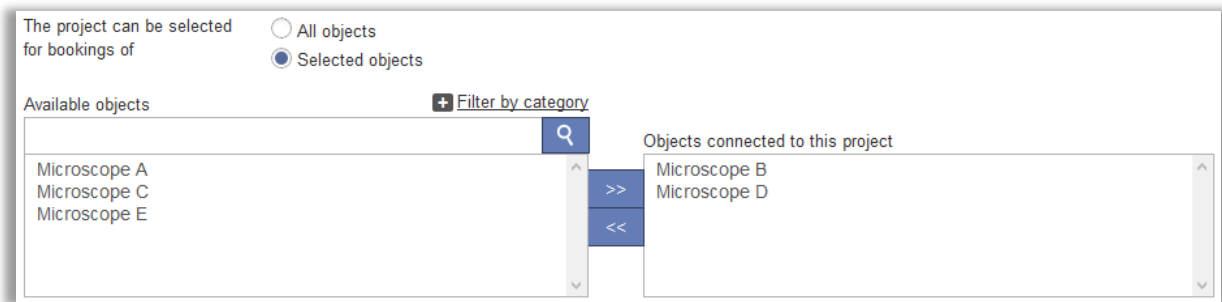 The project can be selected
for bookings of
All objects
Selected objects
Available objects
Filter by category
Microscope A
Microscope C
Microscope E
>>
<<
Objects connected to this project
Microscope B
Microscope D